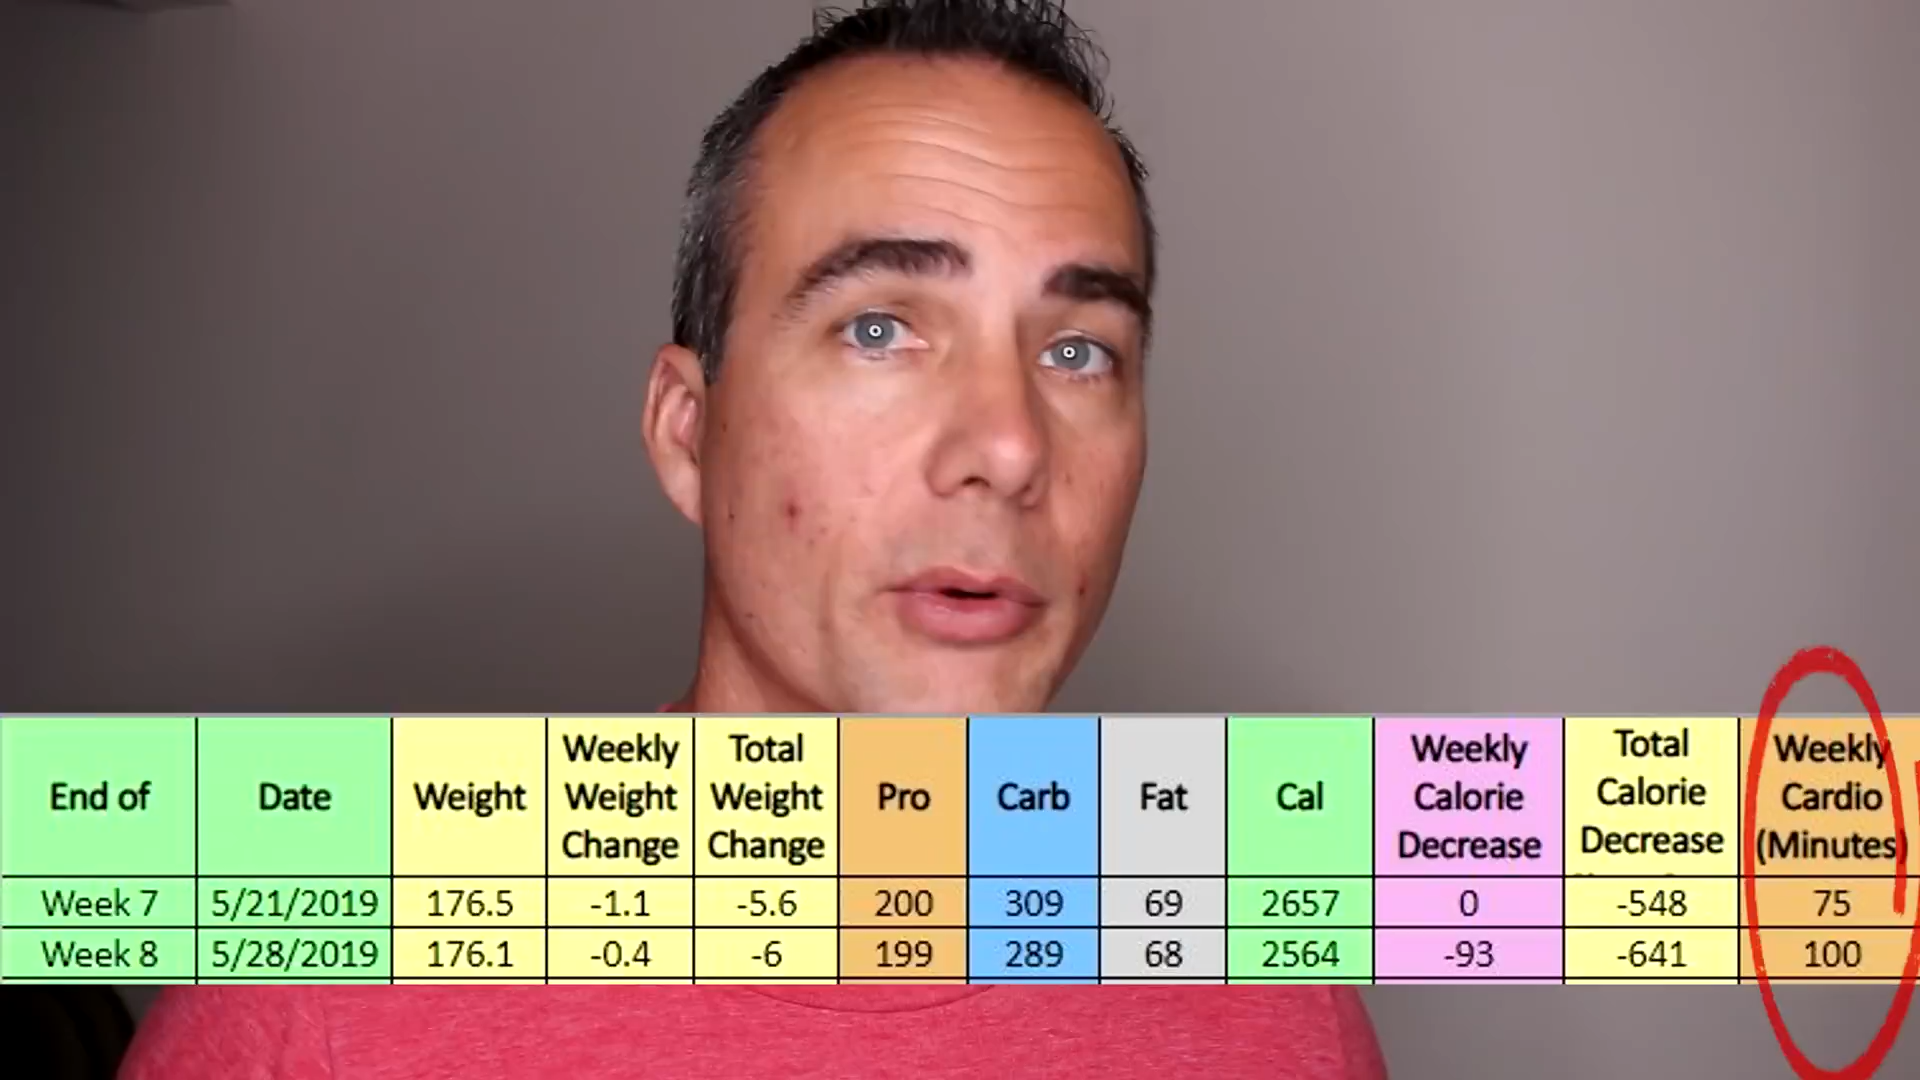 End of Date Weight Weekly Weight Change Total Weight Change Pro Carb Fat Cal Weekly Calorie Decrease Total Calorie Decrease Weekly Cardio (Minutes)
Week 7 5/21/2019 176.5 -1.1 -5.6 200 309 69 2657 0 -548 75
Week 8 5/28/2019 176.1 -0.4 -6 199 289 68 2564 -93 -641 100